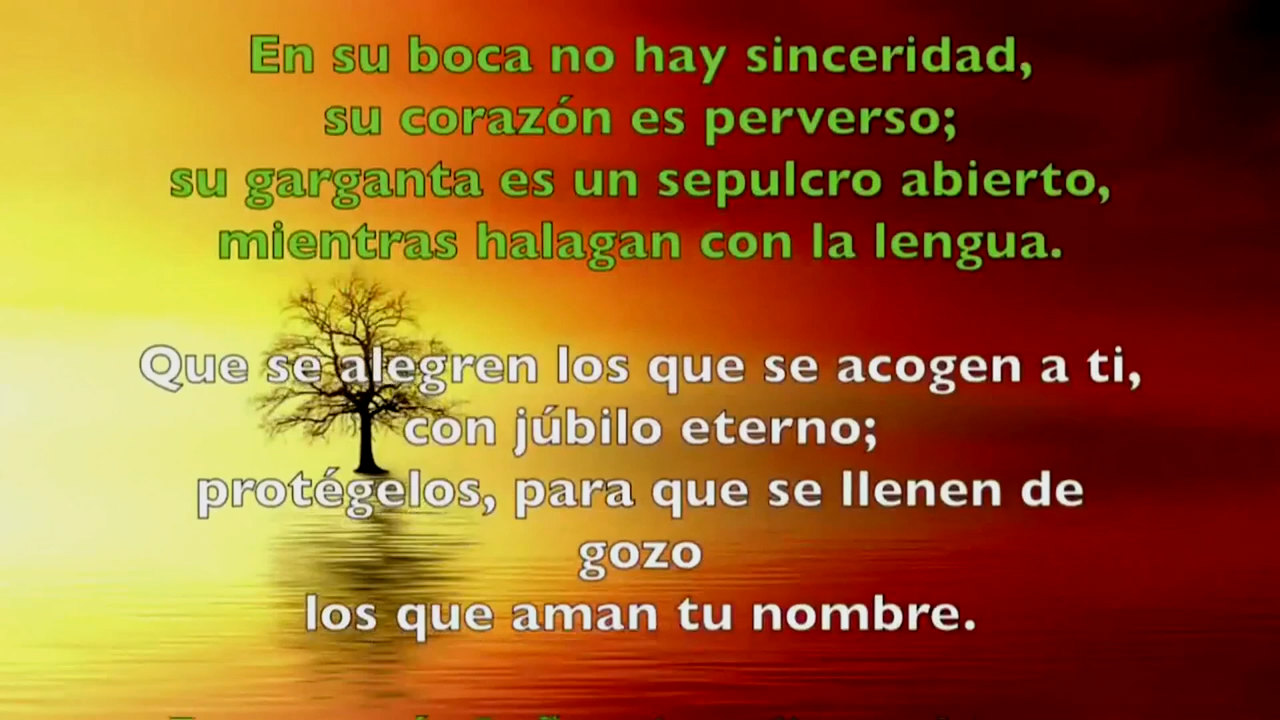 En su boca no hay sinceridad,
su corazón es perverso;
su garganta es un sepulcro abierto,
mientras halagan con la lengua.
Que se alegren los que se acogen a ti,
con júbilo eterno;
protégelos, para que se llenen de
gozo
los que aman tu nombre.